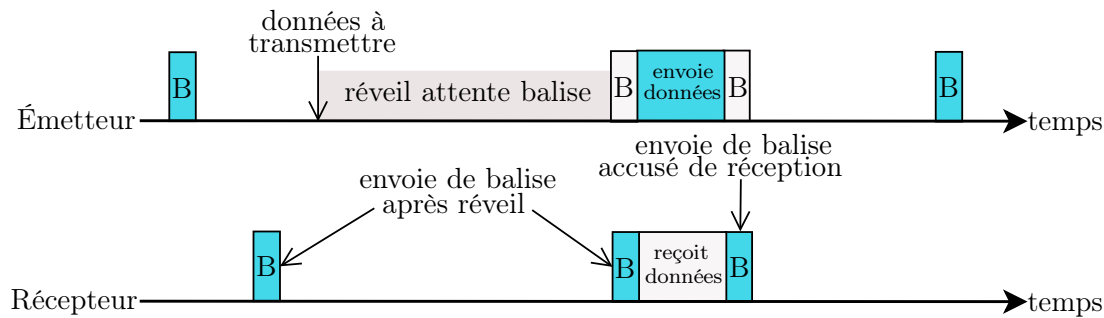 données à
transmettre
B
réveil attente balise
B
envoie
données
B
B
Émetteur
temps
envoie de balise
accusé de réception
envoie de balise
après réveil
B
B
reçoit
données
B
Récepteur
temps